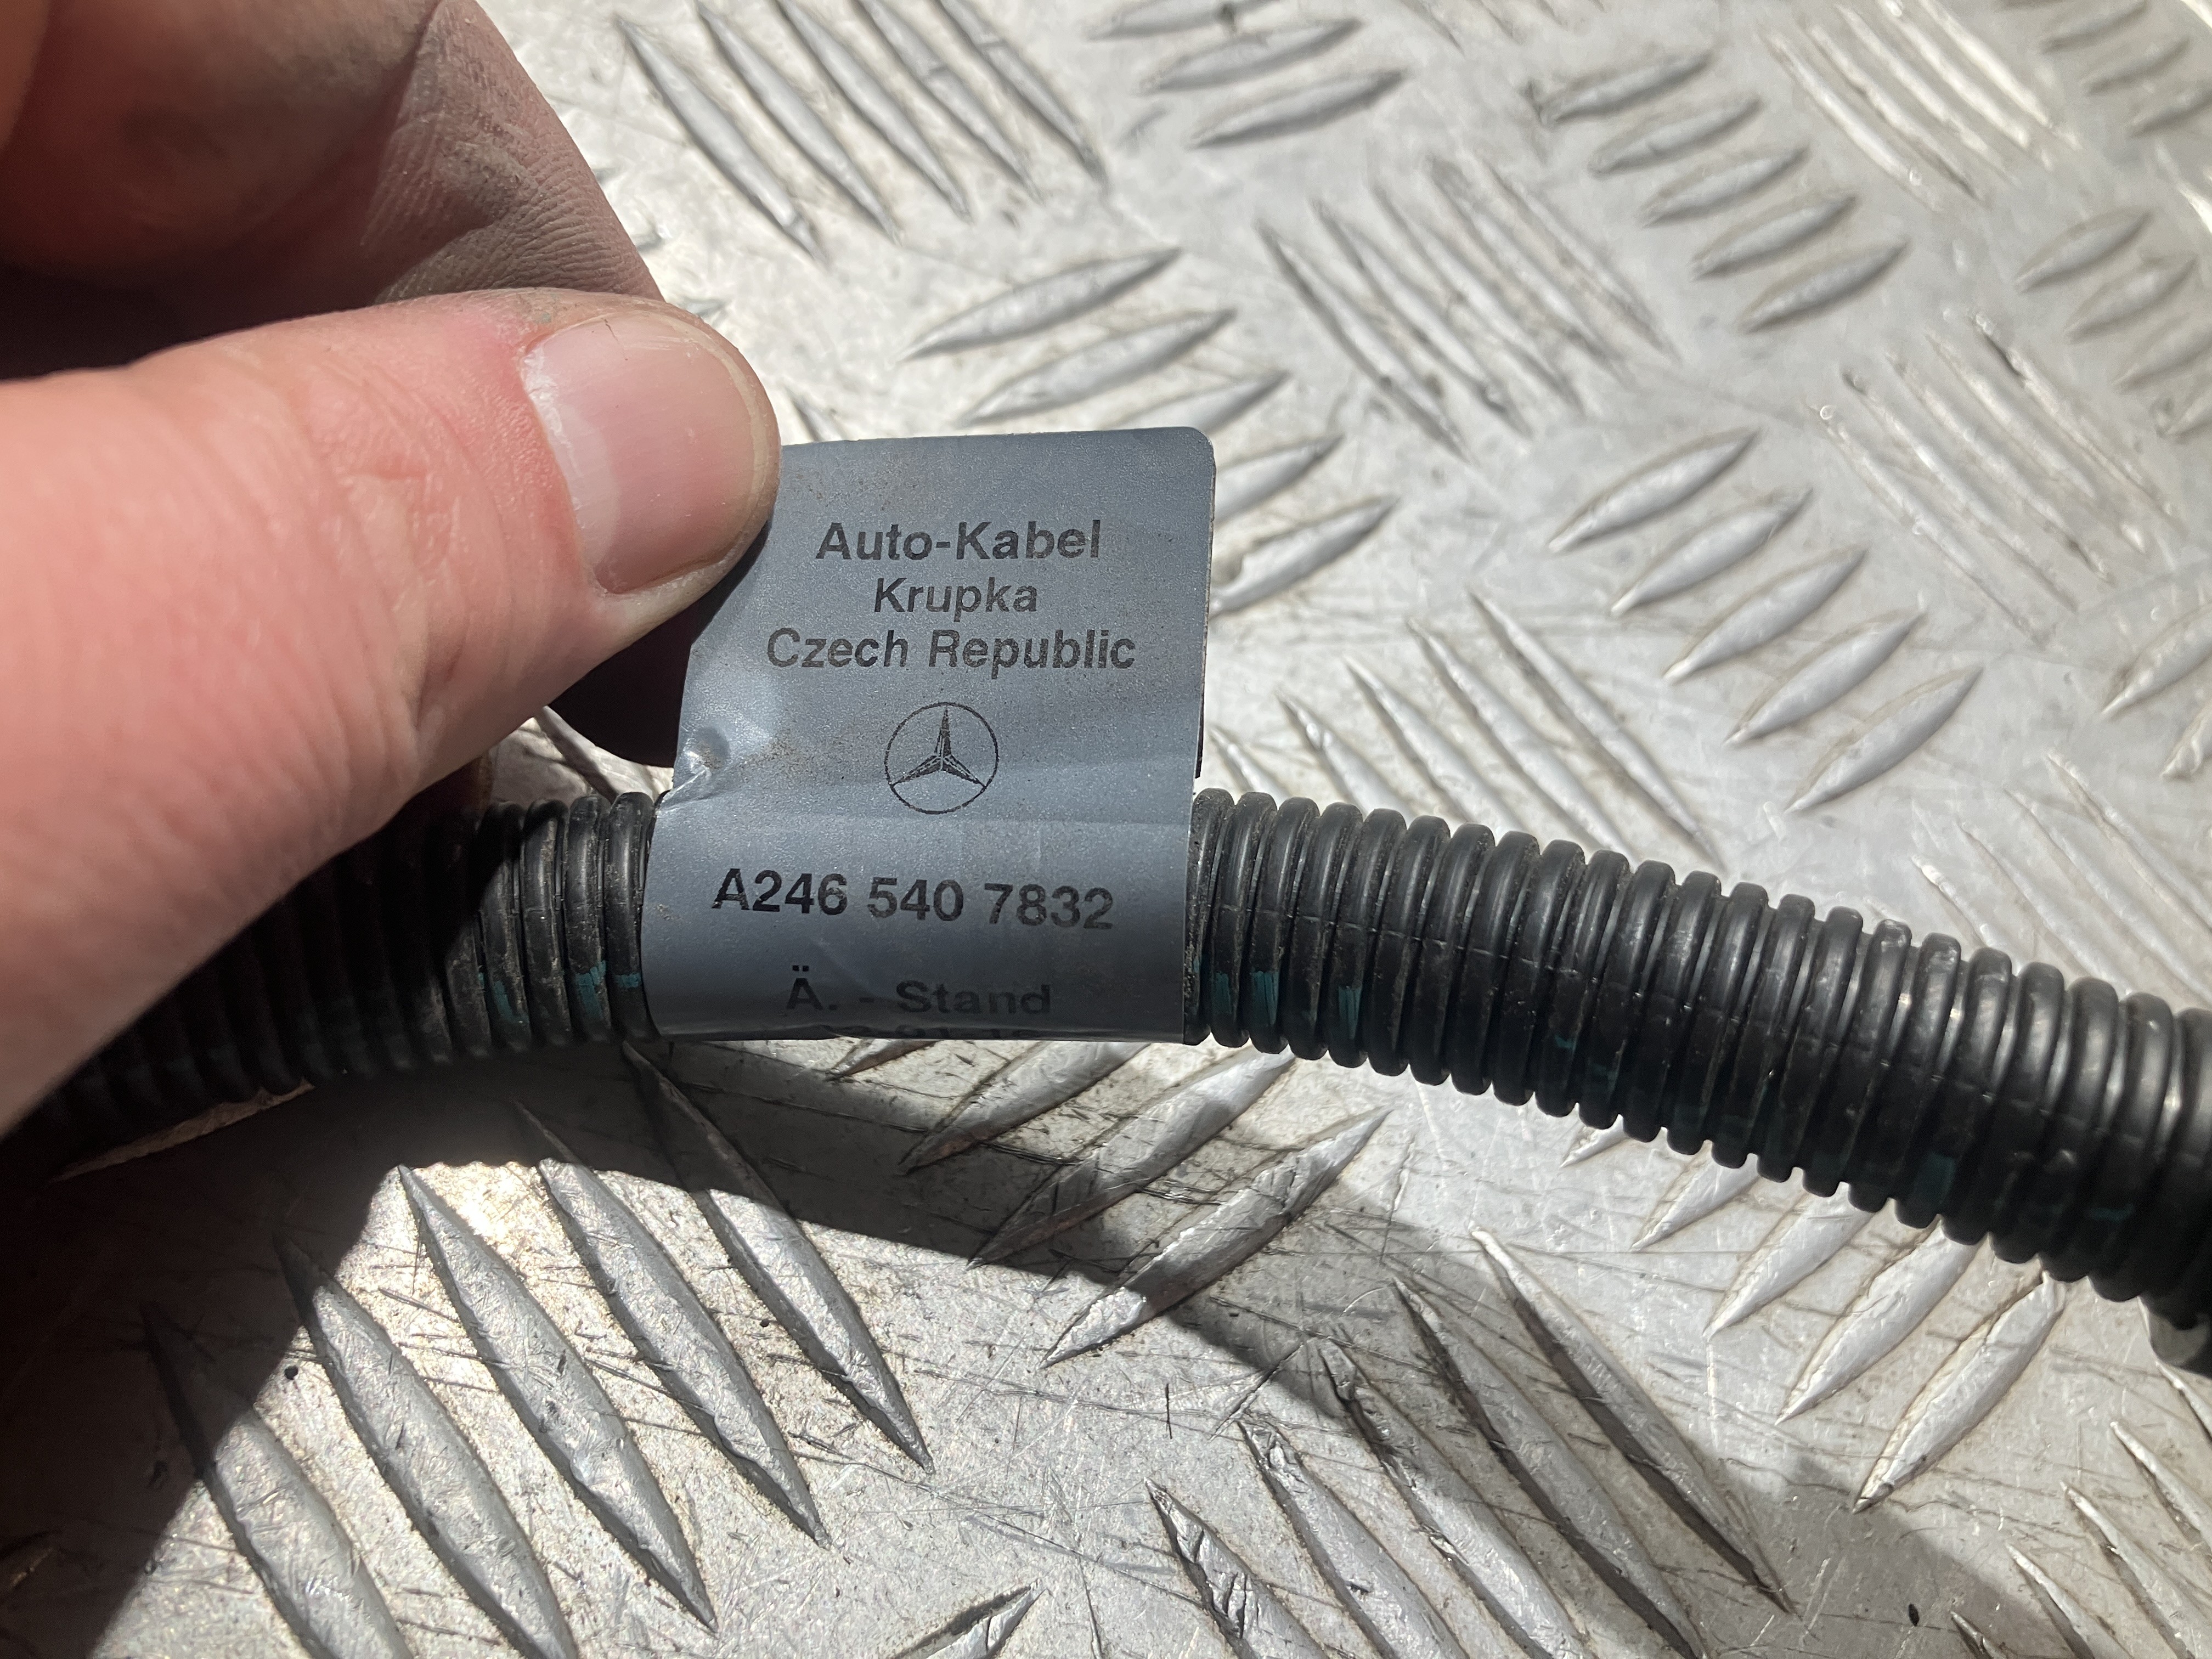 Auto-Kabel
Krupka
Czech Republic
A246 540 7832
Ä. - Stand